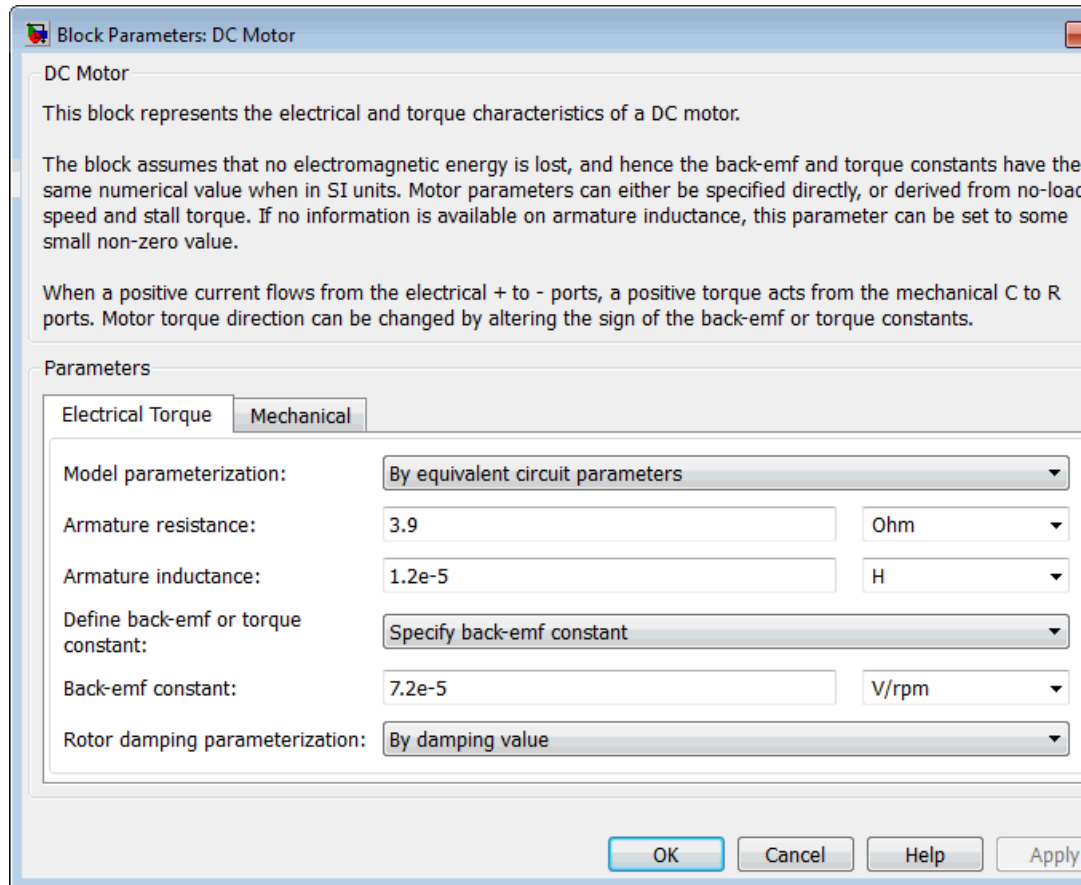 Block Parameters: DC Motor
DC Motor
This block represents the electrical and torque characteristics of a DC motor.
The block assumes that no electromagnetic energy is lost, and hence the back-emf and torque constants have the
same numerical value when in SI units. Motor parameters can either be specified directly, or derived from no-load
speed and stall torque. If no information is available on armature inductance, this parameter can be set to some
small non-zero value.
When a positive current flows from the electrical + to - ports, a positive torque acts from the mechanical C to R
ports. Motor torque direction can be changed by altering the sign of the back-emf or torque constants.
Parameters
Electrical Torque Mechanical
Model parameterization: By equivalent circuit parameters
Armature resistance: 3.9 Ohm
Armature inductance: 1.2e-5 H
Define back-emf or torque
constant: Specify back-emf constant
Back-emf constant: 7.2e-5 V/rpm
Rotor damping parameterization: By damping value
OK Cancel Help Apply